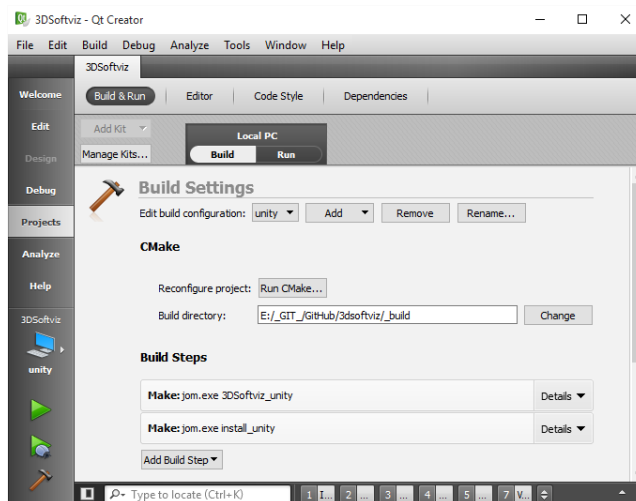 3DSoftviz - Qt Creator
File Edit Build Debug Analyze Tools Window Help
3DSoftviz
Welcome
Edit
Design
Debug
Projects
Analyze
Help
3DSoftviz
unity
Build & Run Editor Code Style Dependencies
Add Kit
Manage Kits...
Local PC
Build Run
Build Settings
Edit build configuration: unity Add Remove Rename...
CMake
Reconfigure project: Run CMake...
Build directory: E:/_GIT_/GitHub/3dsoftviz/_build Change
Build Steps
Make: jom.exe 3DSoftviz_unity Details
Make: jom.exe install_unity Details
Add Build Step
Type to locate (Ctrl+K) 1 I... 2 ... 3 ... 4 ... 5 ... 7 V...